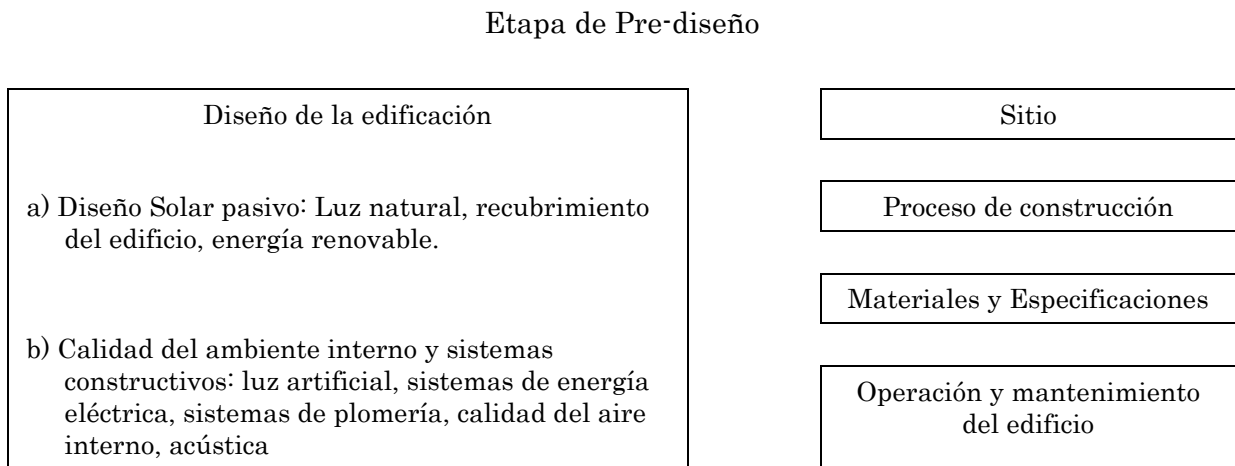 Etapa de Pre-diseño
Diseño de la edificación
a) Diseño Solar pasivo: Luz natural, recubrimiento
del edificio, energía renovable.
b) Calidad del ambiente interno y sistemas
constructivos: luz artificial, sistemas de energía
eléctrica, sistemas de plomería, calidad del aire
interno, acústica
Sitio
Proceso de construcción
Materiales y Especificaciones
Operación y mantenimiento
del edificio